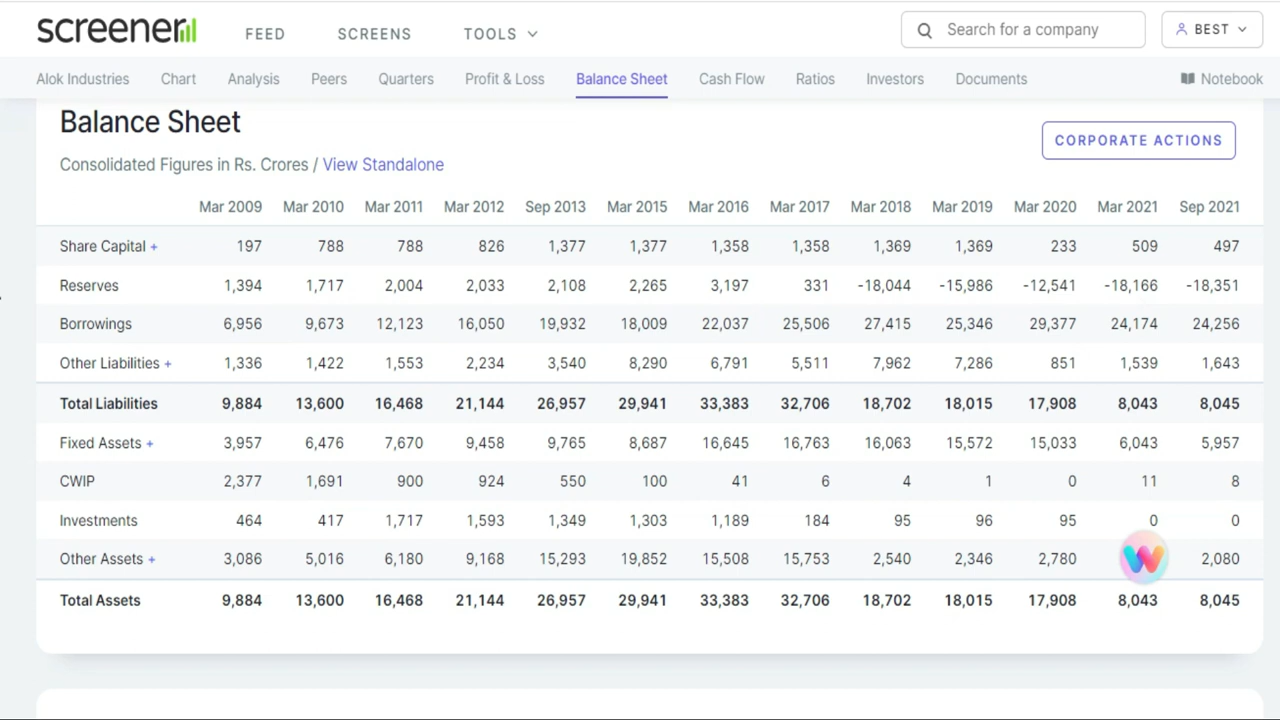 screener FEED SCREENS TOOLS Search for a company BEST
Alok Industries Chart Analysis Peers Quarters Profit & Loss Balance Sheet Cash Flow Ratios Investors Documents Notebook
Balance Sheet
CORPORATE ACTIONS
Consolidated Figures in Rs. Crores / View Standalone
Mar 2009 Mar 2010 Mar 2011 Mar 2012 Sep 2013 Mar 2015 Mar 2016 Mar 2017 Mar 2018 Mar 2019 Mar 2020 Mar 2021 Sep 2021
Share Capital + 197 788 788 826 1,377 1,377 1,358 1,358 1,369 1,369 233 509 497
Reserves 1,394 1,717 2,004 2,033 2,108 2,265 3,197 331 -18,044 -15,986 -12,541 -18,166 -18,351
Borrowings 6,956 9,673 12,123 16,050 19,932 18,009 22,037 25,506 27,415 25,346 29,377 24,174 24,256
Other Liabilities + 1,336 1,422 1,553 2,234 3,540 8,290 6,791 5,511 7,962 7,286 851 1,539 1,643
Total Liabilities 9,884 13,600 16,468 21,144 26,957 29,941 33,383 32,706 18,702 18,015 17,908 8,043 8,045
Fixed Assets + 3,957 6,476 7,670 9,458 9,765 8,687 16,645 16,763 16,063 15,572 15,033 6,043 5,957
CWIP 2,377 1,691 900 924 550 100 41 6 4 1 0 11 8
Investments 464 417 1,717 1,593 1,349 1,303 1,189 184 95 96 95 0 0
Other Assets + 3,086 5,016 6,180 9,168 15,293 19,852 15,508 15,753 2,540 2,346 2,780 2,080
Total Assets 9,884 13,600 16,468 21,144 26,957 29,941 33,383 32,706 18,702 18,015 17,908 8,043 8,045